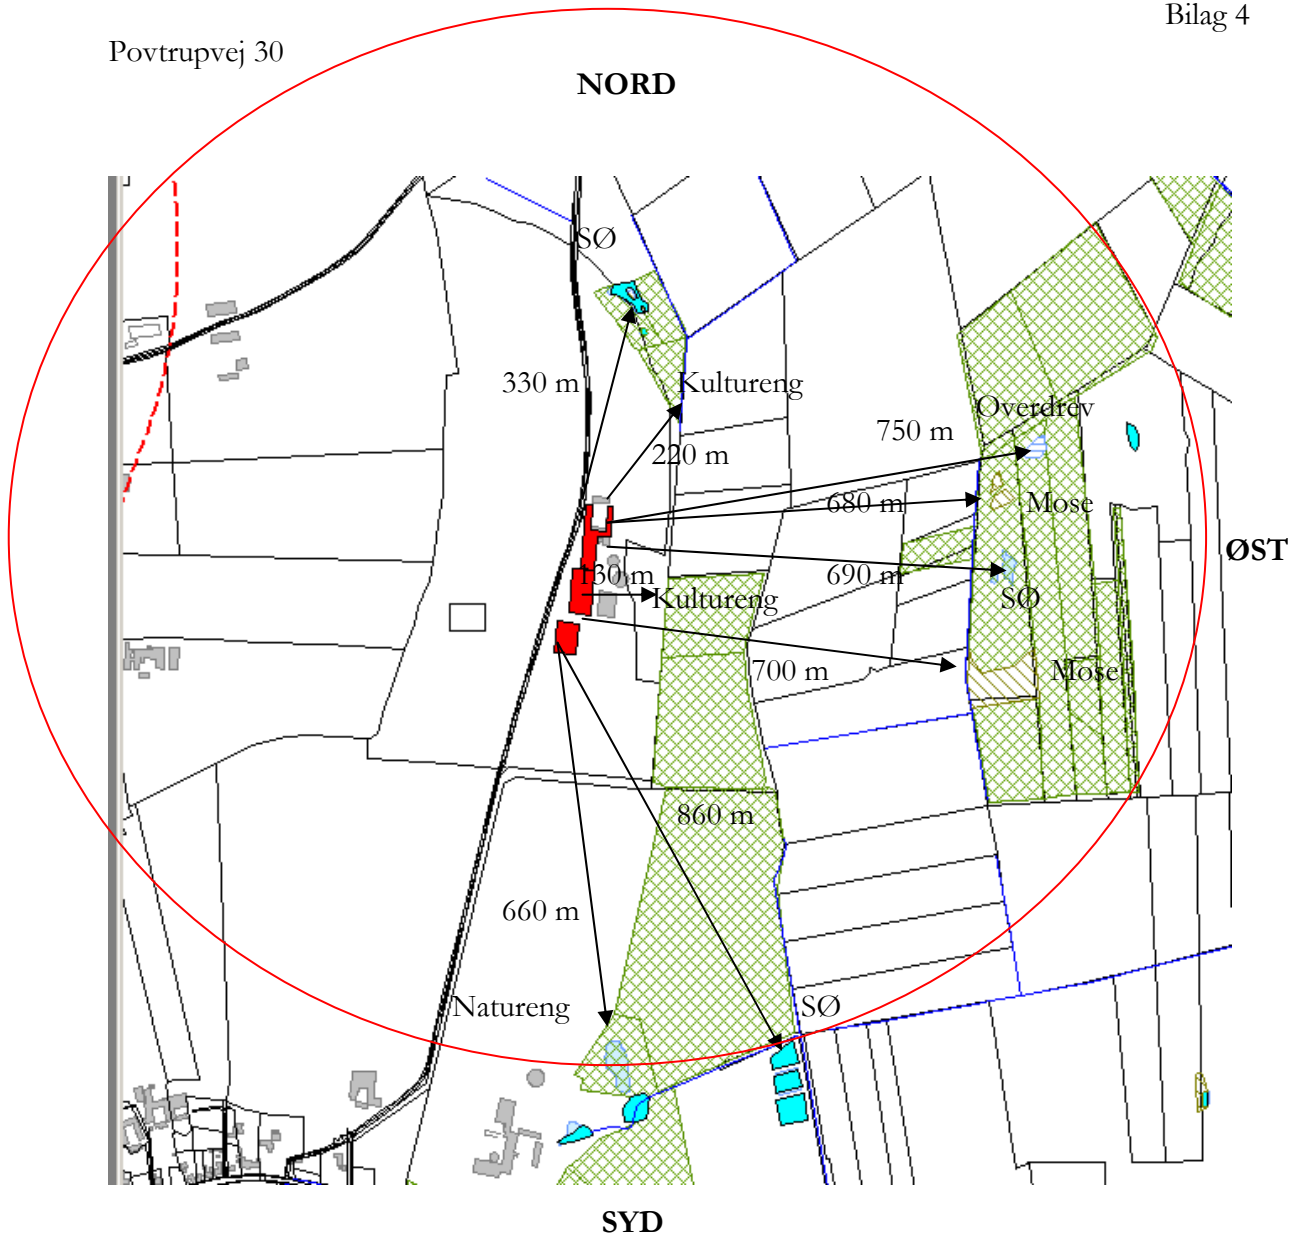 Bilag 4
Povtrupvej 30
NORD
SØ
330 m
Kultureng
Overdrev
750 m
220 m
680 m
Mose
ØST
130 m
690 m
Kultureng
SØ
700 m
Mose
860 m
660 m
Natureng
SØ
SYD